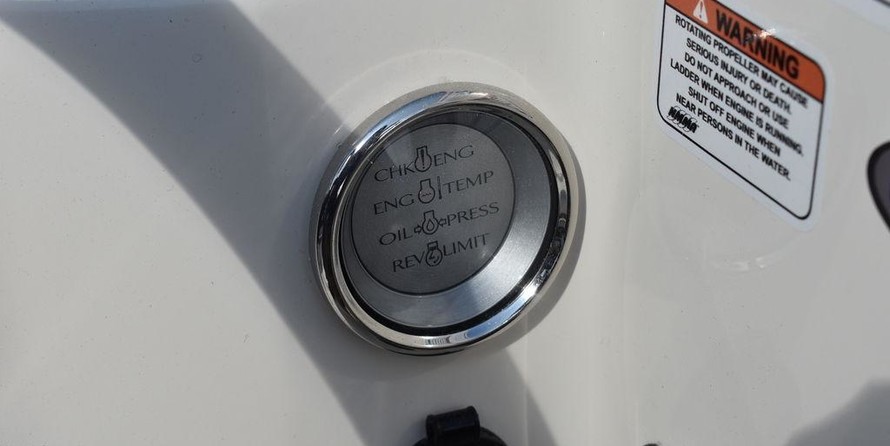 CHK ENG
ENG TEMP
OIL PRESS
REV LIMIT
WARNING
ROTATING PROPELLER MAY CAUSE
SERIOUS INJURY OR DEATH.
DO NOT APPROACH OR USE
LADDER WHEN ENGINE IS RUNNING.
SHUT OFF ENGINE WHEN
NEAR PERSONS IN THE WATER.
NMMA